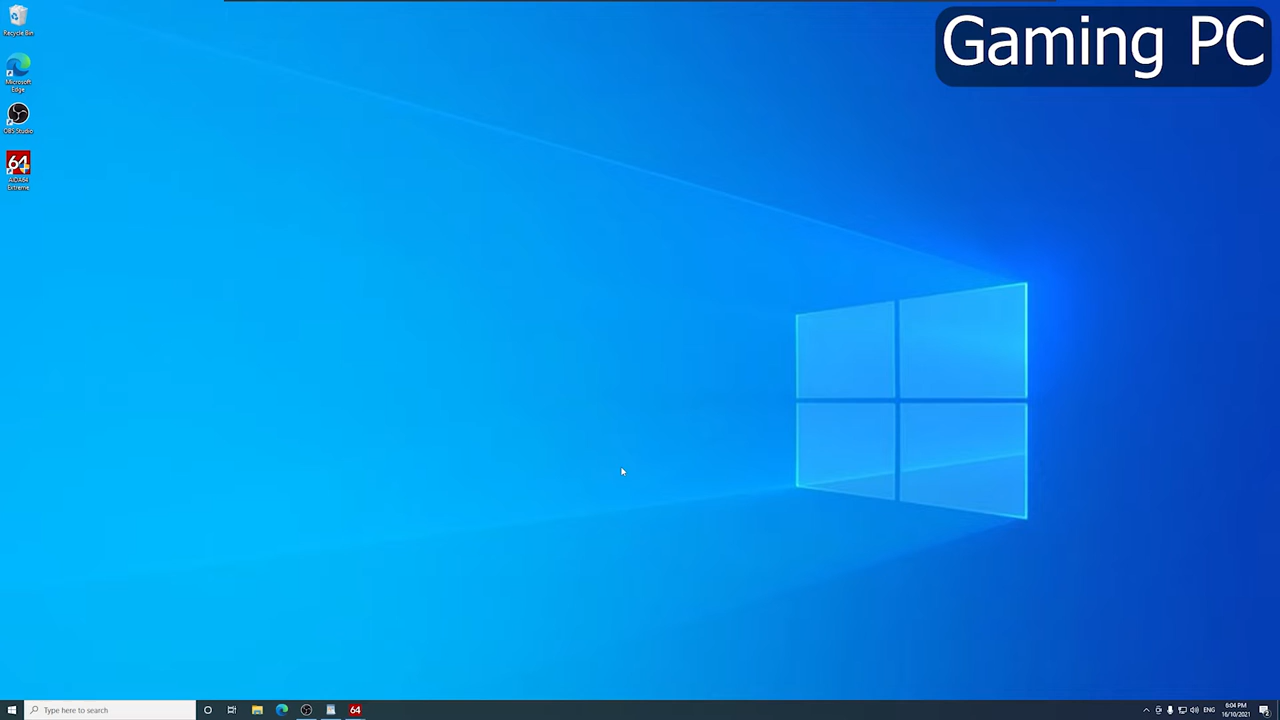 Gaming PC
Recycle Bin
Microsoft
Edge
OBS Studio
64
AIDA64
Extreme
Type here to search
64
ENG
6:04 PM
16/10/2021